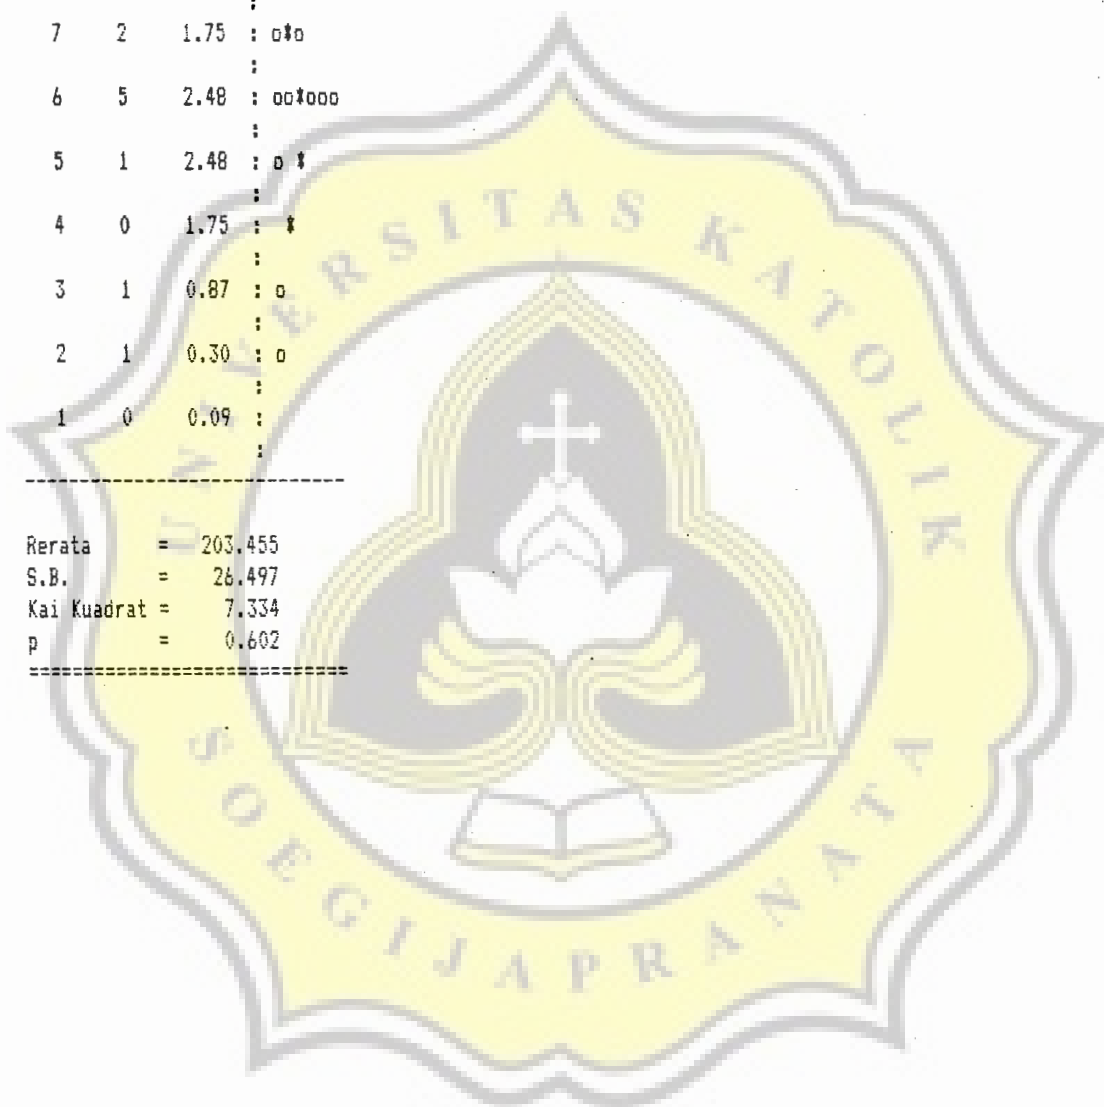 7 2 1.75 : o*o
:
6 5 2.48 : oo*ooo
:
5 1 2.48 : o *
:
4 0 1.75 : *
:
3 1 0.87 : o
:
2 1 0.30 : o
:
1 0 0.09 :
:
-----------------------------
Rerata = 203.455
S.B. = 26.497
Kai Kuadrat = 7.334
p = 0.602
=============================
UNIVERSITAS KATOLIK
SOEGIJAPRANATA